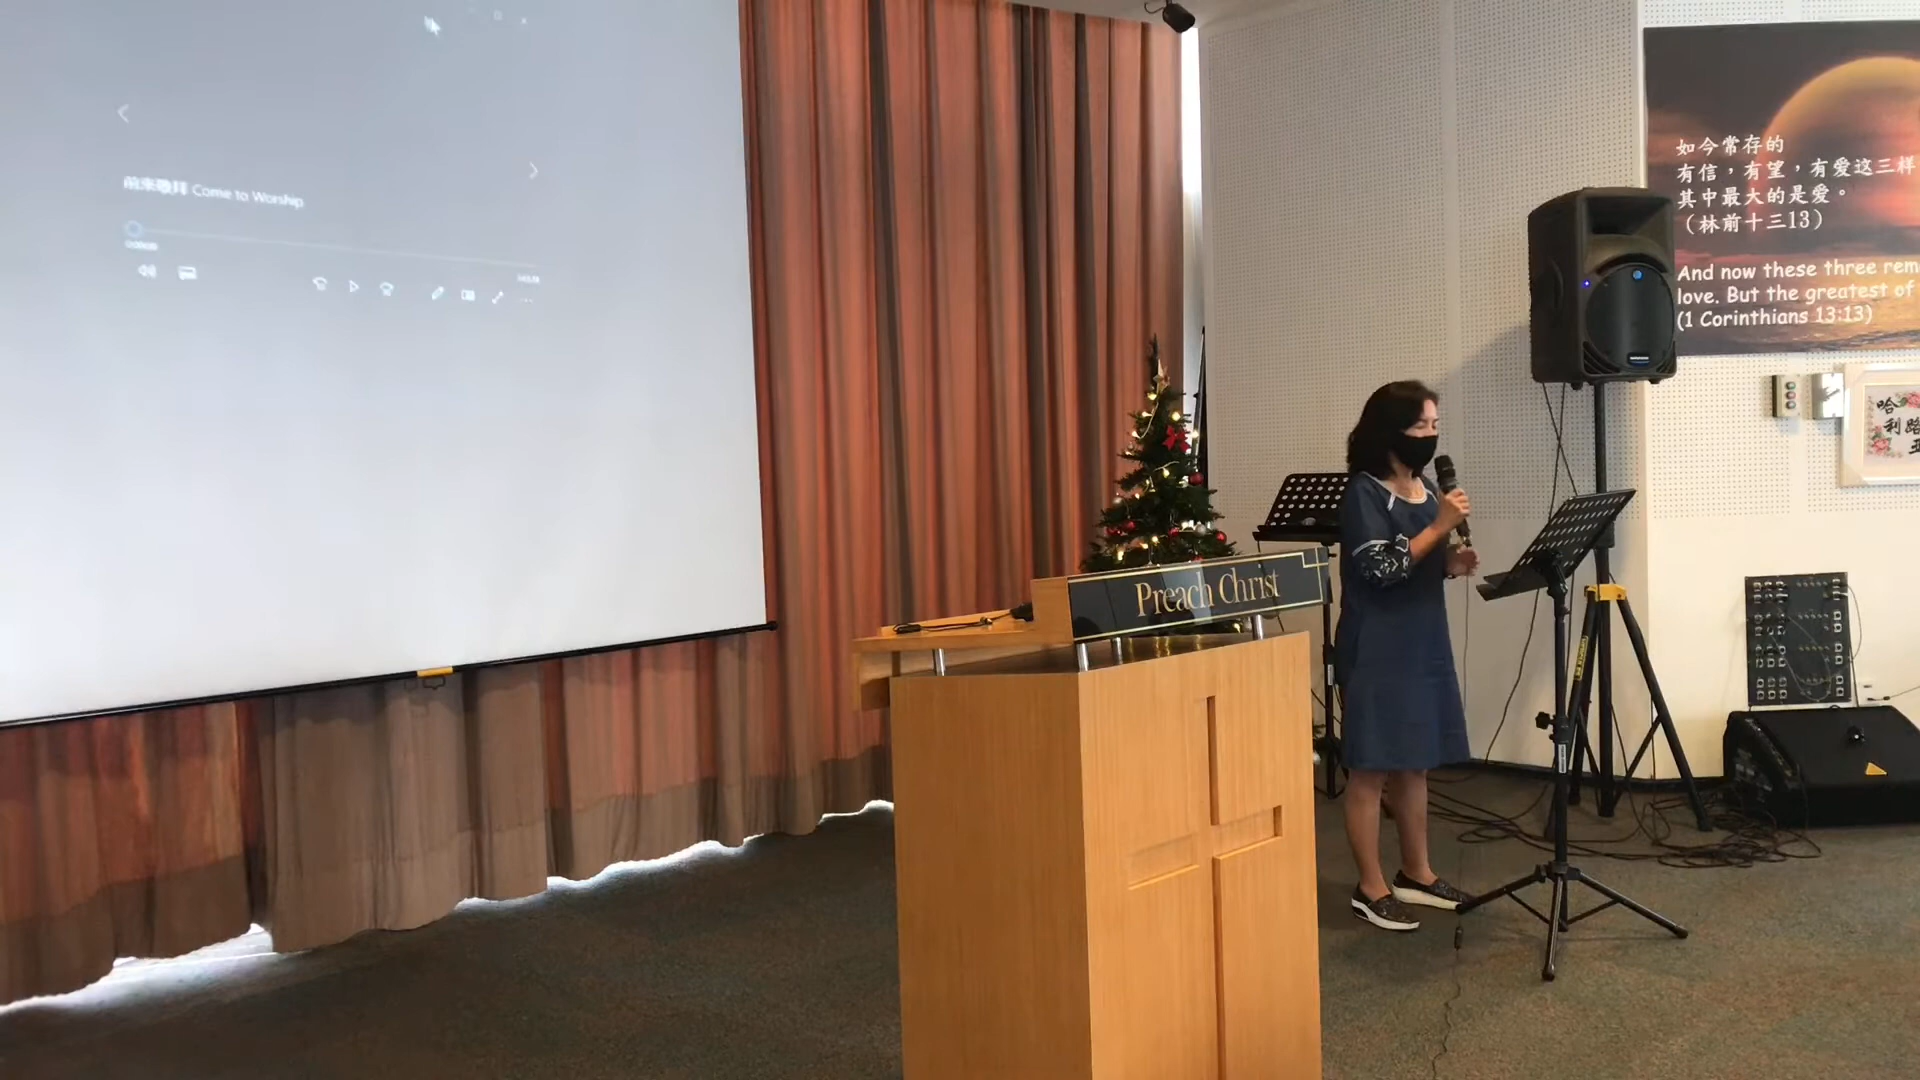 前來敬拜 Come to Worship
Preach Christ
如今常存的
有信，有望，有爱这三样
其中最大的是爱。
（林前十三13）
And now these three rem
love. But the greatest of
(1 Corinthians 13:13)
哈
利路
亚